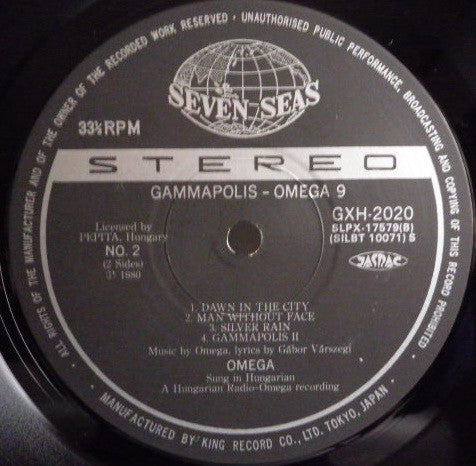 ALL RIGHTS OF THE MANUFACTURER AND OF THE OWNER OF THE RECORDED WORK RESERVED · UNAUTHORISED PUBLIC PERFORMANCE, BROADCASTING AND COPYING OF THIS RECORD PROHIBITED
SEVEN SEAS
33⅓RPM
STEREO
GAMMAPOLIS - OMEGA 9
Licensed by
PEPITA, Hungary
NO. 2
(2 Sides)
℗ 1980
GXH-2020
SLPX-17579(B)
(SILBT 10071) S
JASRAC
1. DAWN IN THE CITY
2. MAN WITHOUT FACE
3. SILVER RAIN
4. GAMMAPOLIS II
Music by Omega, lyrics by Gábor Várszegi
OMEGA
Sung in Hungarian
A Hungarian Radio-Omega recording
MANUFACTURED BY KING RECORD CO., LTD. TOKYO, JAPAN